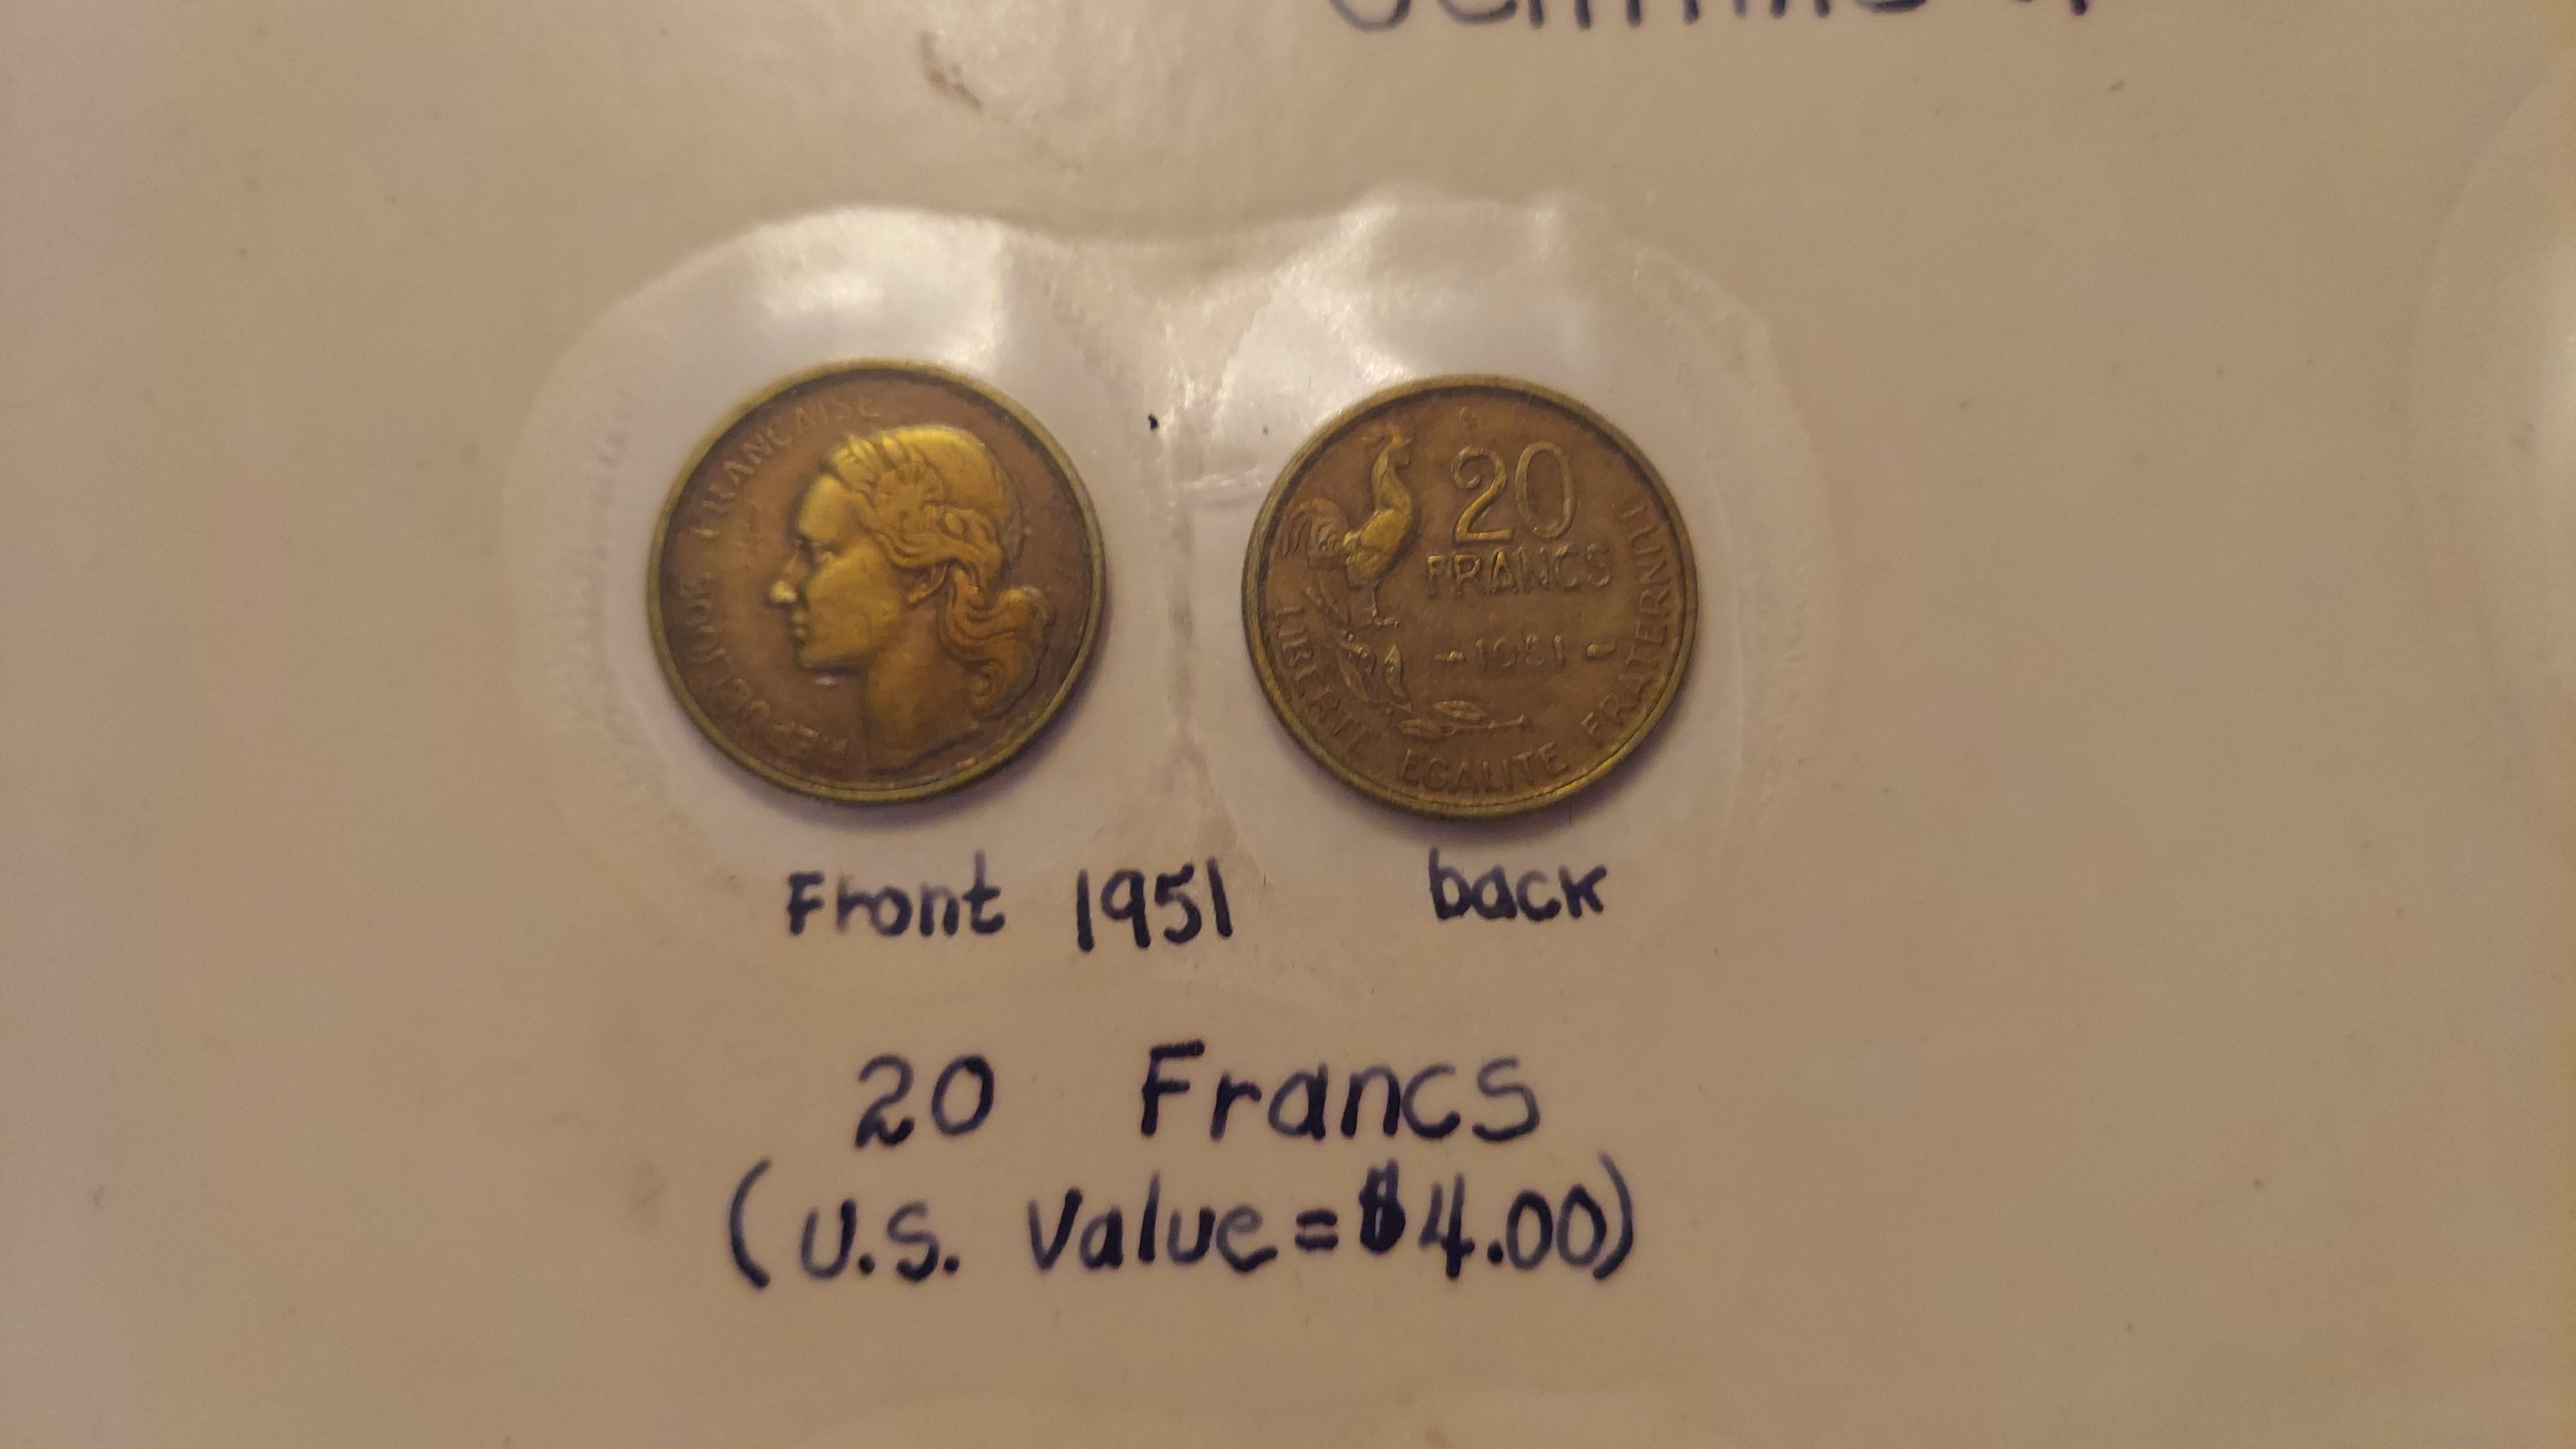 REPUBLIQUE FRANCAISE
20
FRANCS
1951
LIBERTE EGALITE FRATERNITE
Front 1951 back
20 Francs
(U.S. Value = $4.00)